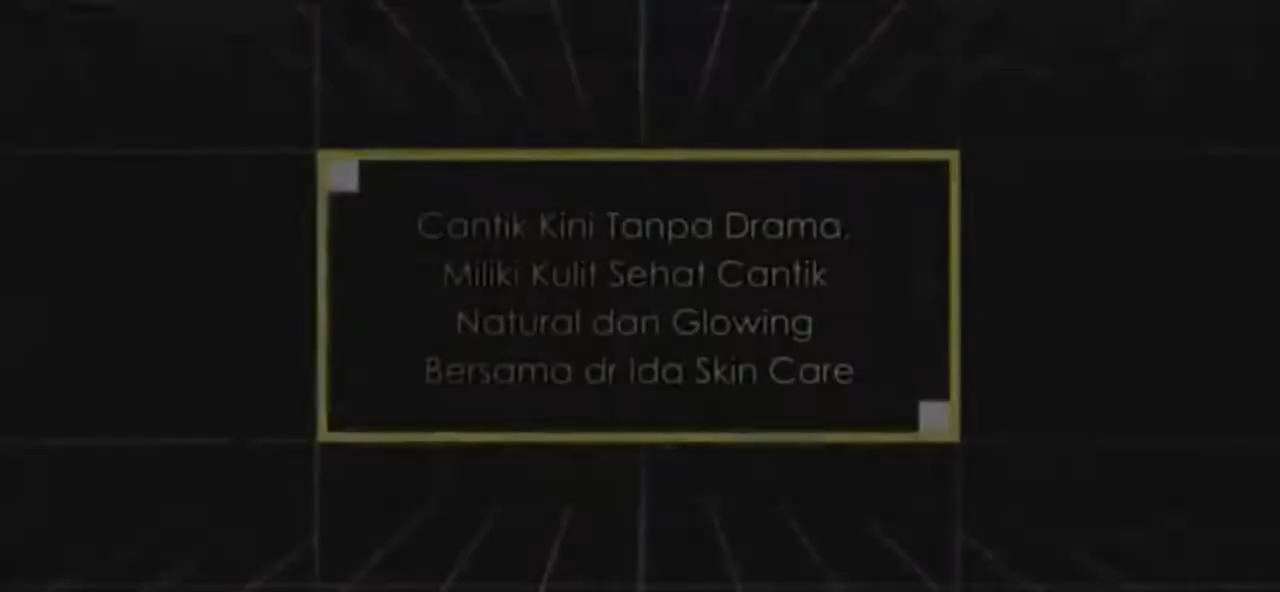 Cantik Kini Tanpa Drama.
Miliki Kulit Sehat Cantik
Natural dan Glowing
Bersama dr Ida Skin Care